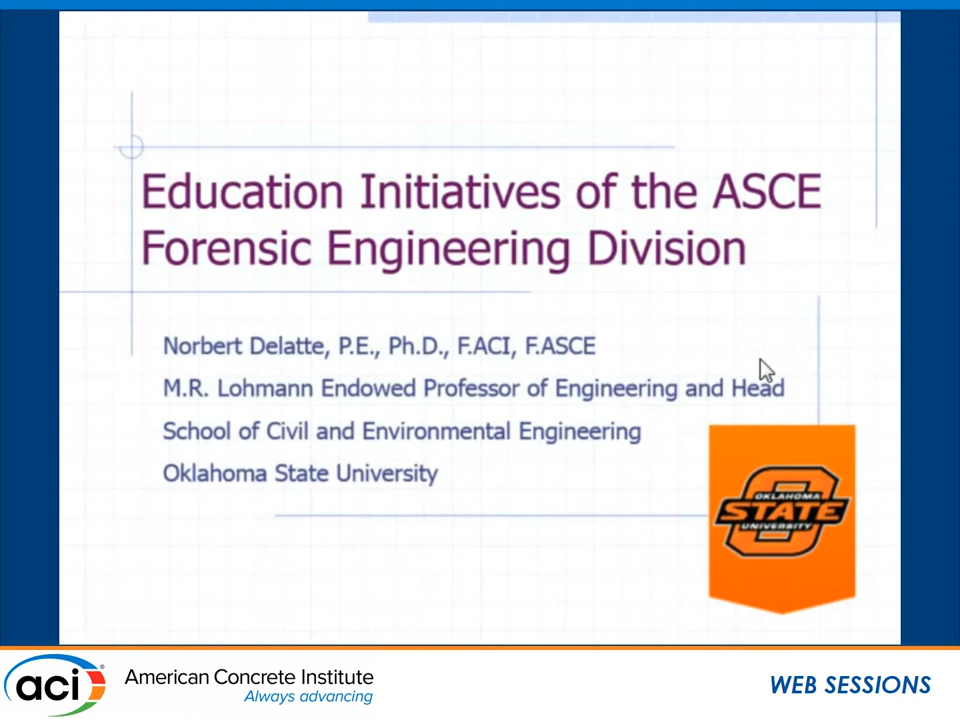 Education Initiatives of the ASCE
Forensic Engineering Division
Norbert Delatte, P.E., Ph.D., F.ACI, F.ASCE
M.R. Lohmann Endowed Professor of Engineering and Head
School of Civil and Environmental Engineering
Oklahoma State University
OKLAHOMA
STATE
UNIVERSITY
aci®
American Concrete Institute
Always advancing
WEB SESSIONS